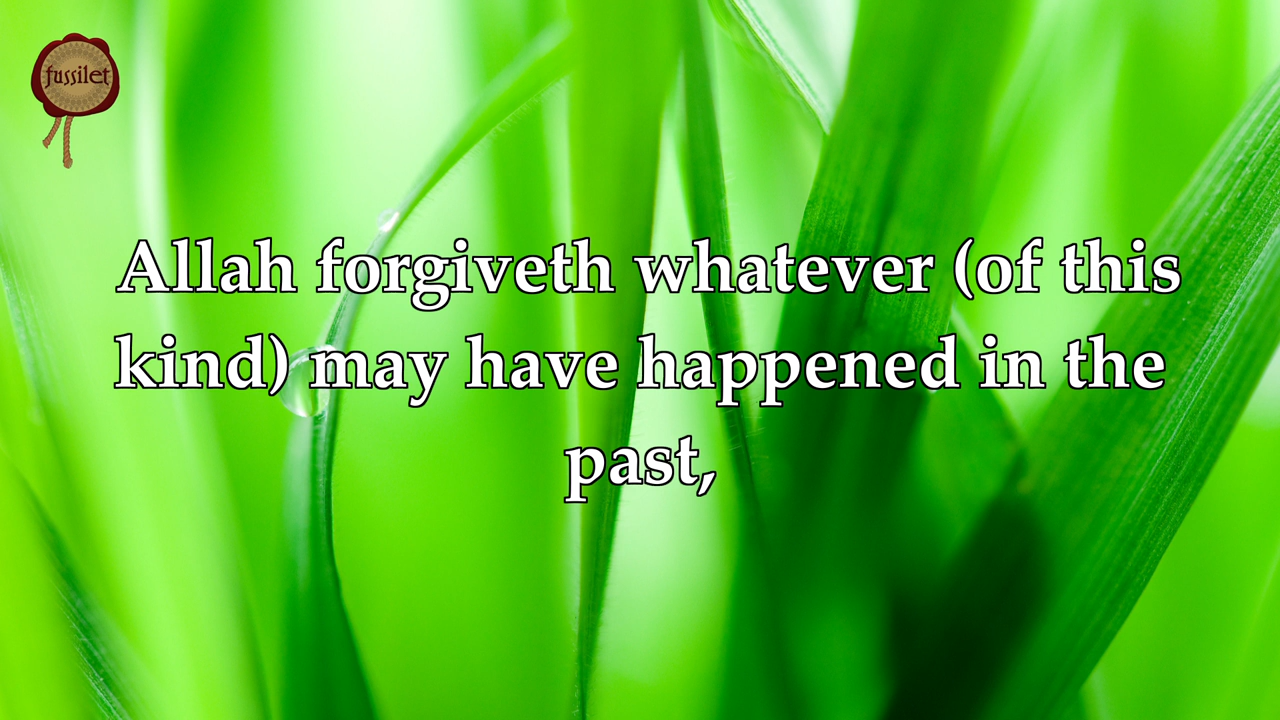 fussilet
Allah forgiveth whatever (of this
kind) may have happened in the
past,